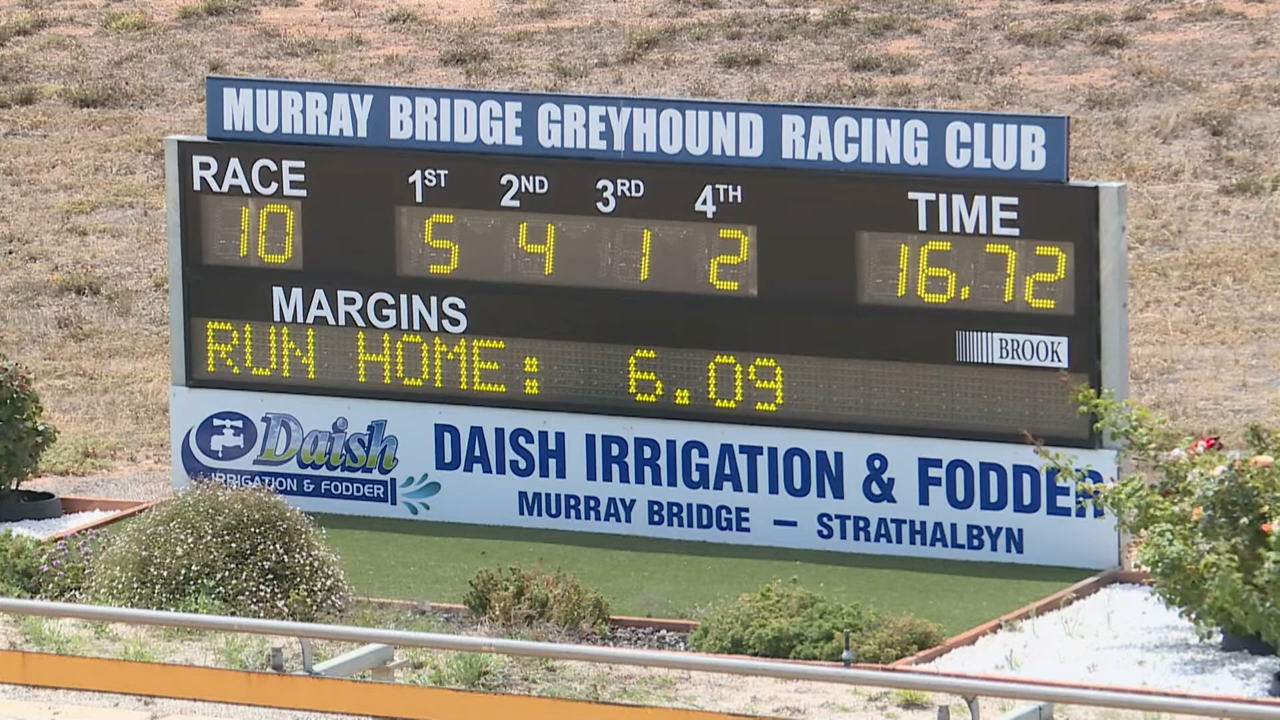 MURRAY BRIDGE GREYHOUND RACING CLUB
RACE 1ST 2ND 3RD 4TH TIME
10 5 4 1 2 16.72
MARGINS
BROOK
RUN HOME: 6.09
Daish
IRRIGATION & FODDER
DAISH IRRIGATION & FODDER
MURRAY BRIDGE — STRATHALBYN